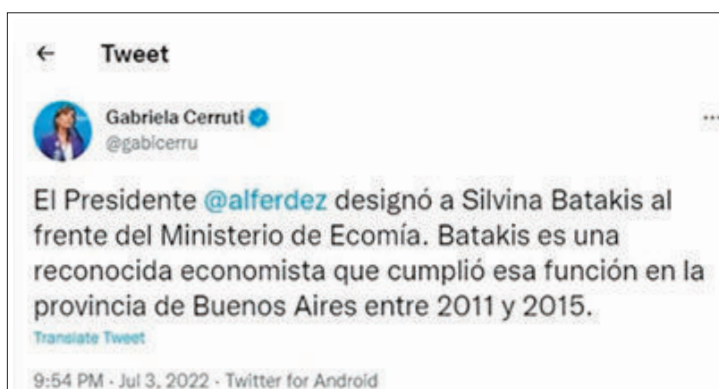 ← Tweet
Gabriela Cerruti
@gabicerru
El Presidente @alferdez designó a Silvina Batakis al
frente del Ministerio de Ecomía. Batakis es una
reconocida economista que cumplió esa función en la
provincia de Buenos Aires entre 2011 y 2015.
Translate Tweet
9:54 PM · Jul 3, 2022 · Twitter for Android